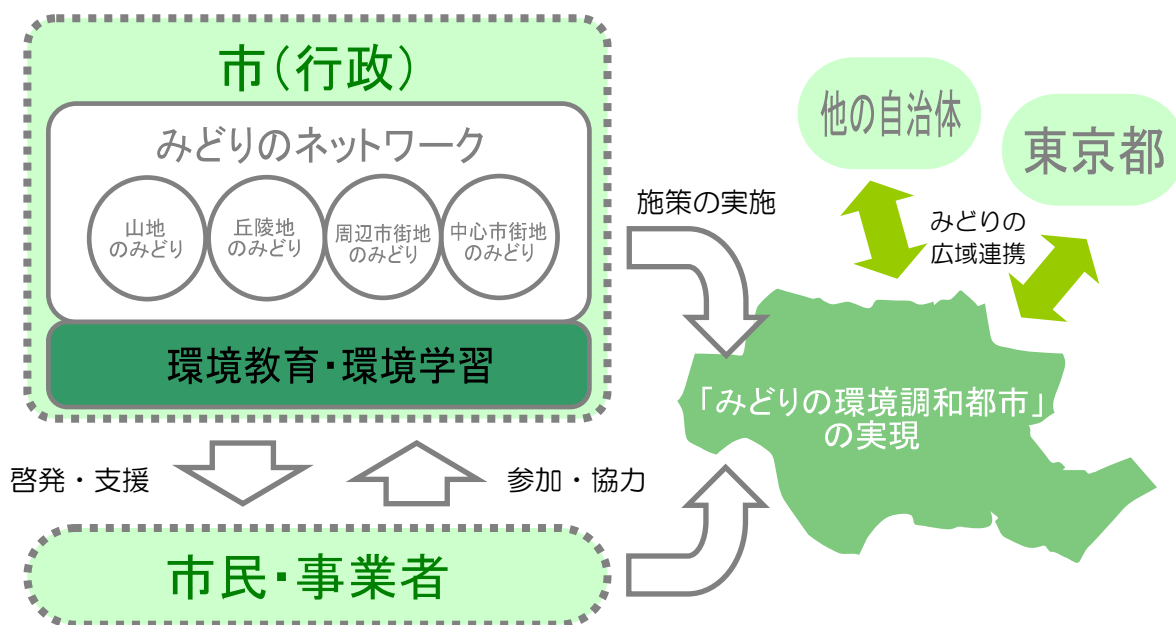 市（行政）
みどりのネットワーク
山地
のみどり
丘陵地
のみどり
周辺市街地
のみどり
中心市街地
のみどり
環境教育・環境学習
啓発・支援
参加・協力
市民・事業者
施策の実施
他の自治体
東京都
みどりの
広域連携
「みどりの環境調和都市」
の実現